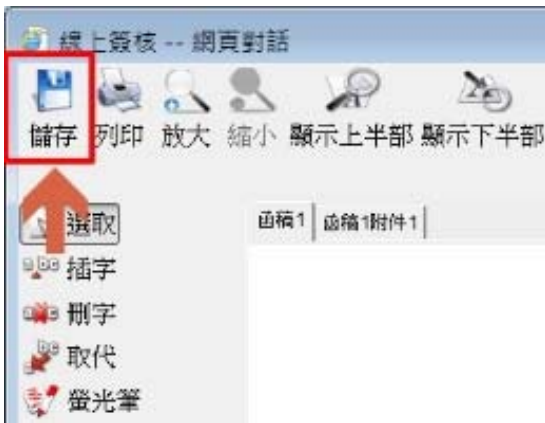 線上簽核 -- 網頁對話
儲存 列印 放大 縮小 顯示上半部 顯示下半部
選取 函稿1 函稿1附件1
插字
刪字
取代
螢光筆